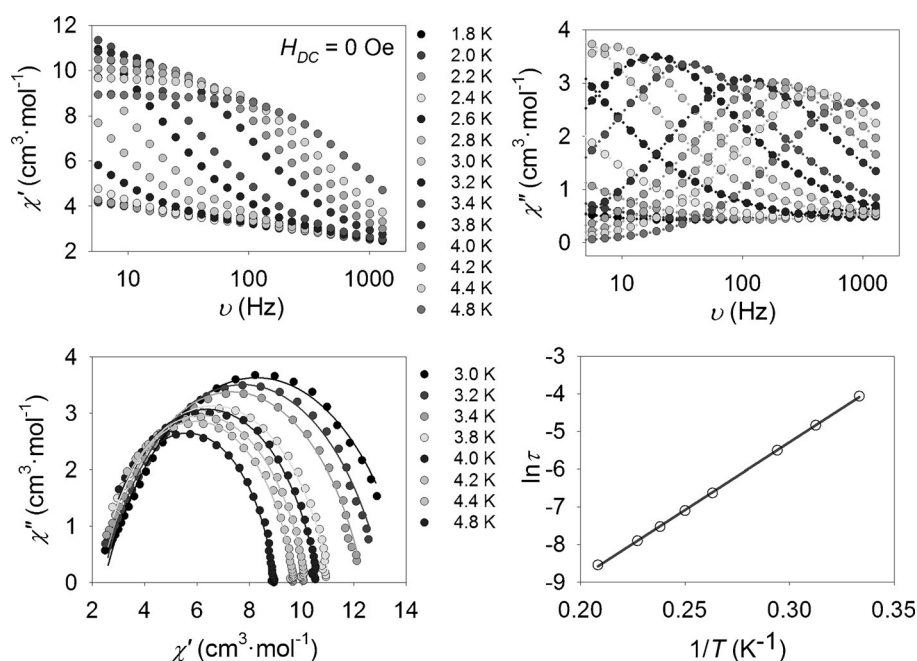 12
10
8
6
4
2
H_DC = 0 Oe
10
100
1000
χ′ (cm³·mol⁻¹)
υ (Hz)
1.8 K
2.0 K
2.2 K
2.4 K
2.6 K
2.8 K
3.0 K
3.2 K
3.4 K
3.8 K
4.0 K
4.2 K
4.4 K
4.8 K
4
3
2
1
0
10
100
1000
χ″ (cm³·mol⁻¹)
υ (Hz)
4
3
2
1
0
2
4
6
8
10
12
14
χ″ (cm³·mol⁻¹)
χ′ (cm³·mol⁻¹)
3.0 K
3.2 K
3.4 K
3.8 K
4.0 K
4.2 K
4.4 K
4.8 K
-3
-4
-5
-6
-7
-8
-9
0.20
0.25
0.30
0.35
lnτ
1/T (K⁻¹)